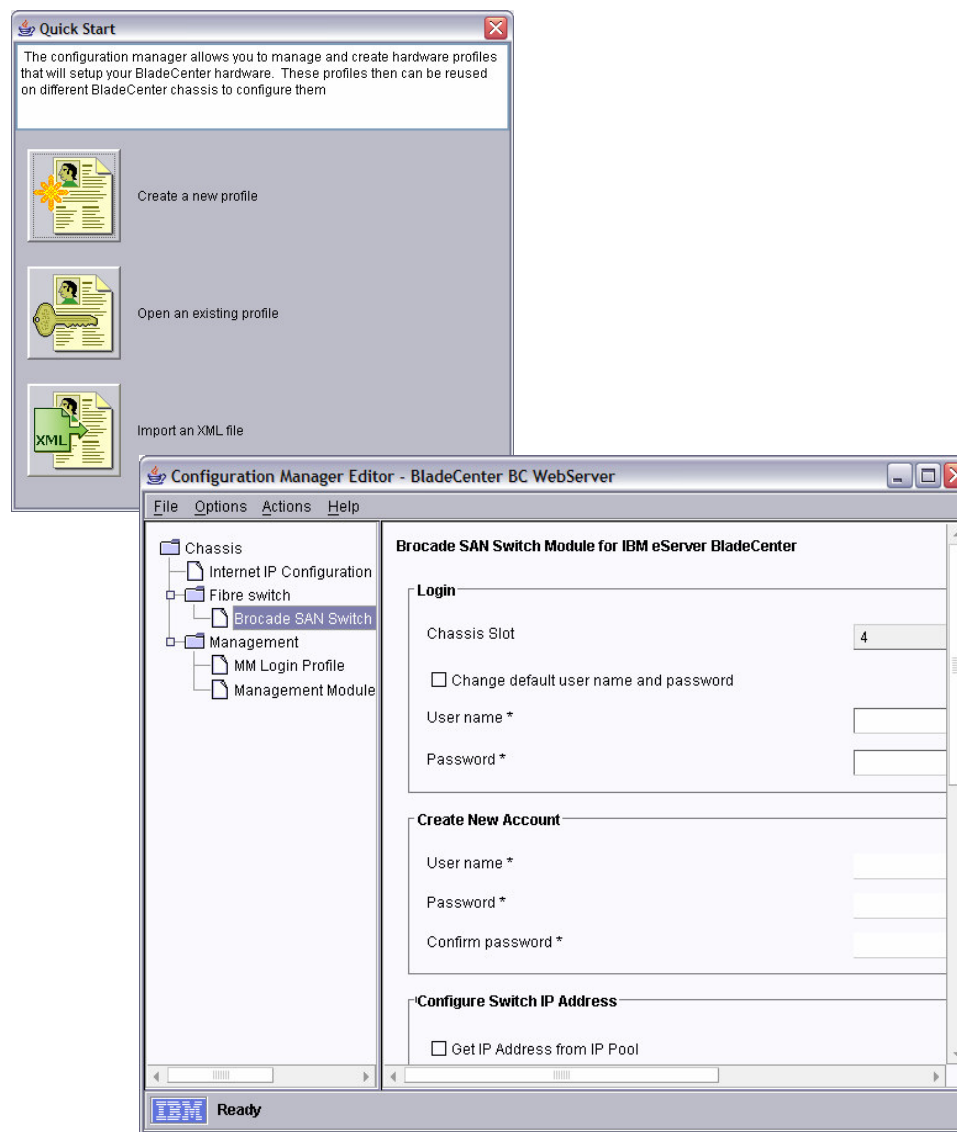 Quick Start
The configuration manager allows you to manage and create hardware profiles
that will setup your BladeCenter hardware. These profiles then can be reused
on different BladeCenter chassis to configure them
Create a new profile
Open an existing profile
XML
Import an XML file
Configuration Manager Editor - BladeCenter BC WebServer
File Options Actions Help
Chassis
Internet IP Configuration
Fibre switch
Brocade SAN Switch
Management
MM Login Profile
Management Module
Brocade SAN Switch Module for IBM eServer BladeCenter
Login
Chassis Slot
4
Change default user name and password
User name *
Password *
Create New Account
User name *
Password *
Confirm password *
Configure Switch IP Address
Get IP Address from IP Pool
IBM Ready